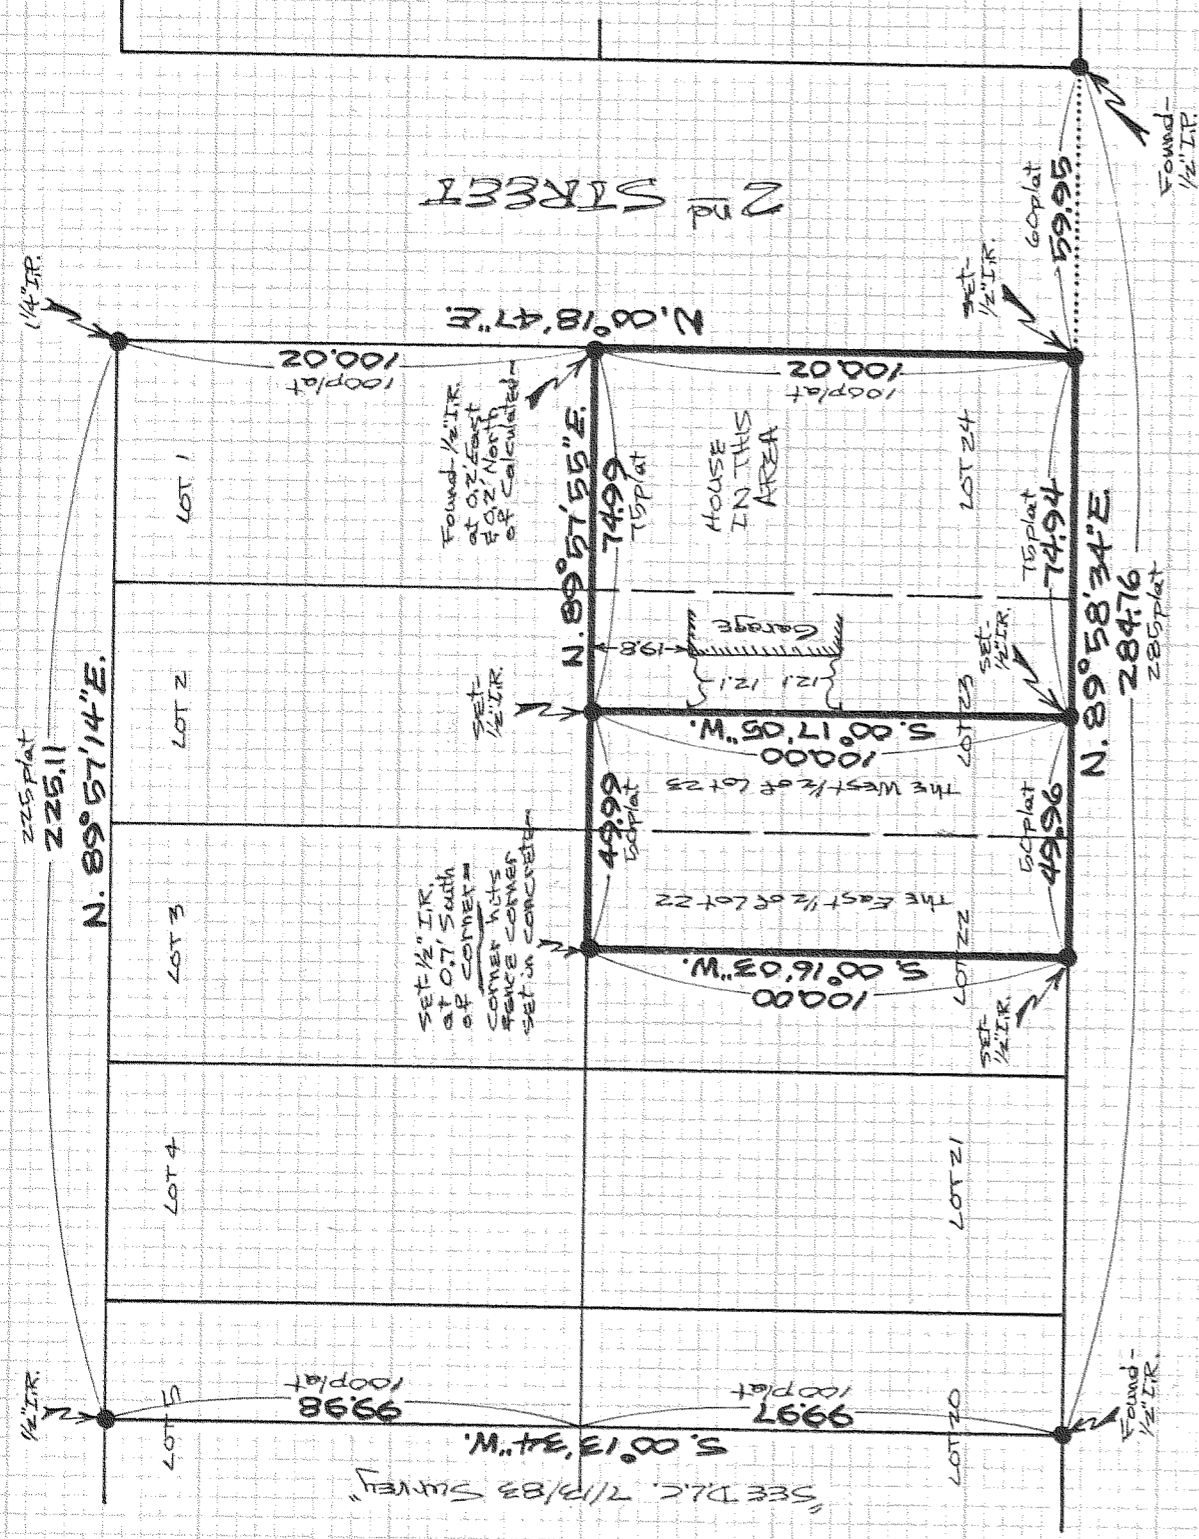 2nd STREET
1¼" I.P.
Found-
½" I.P.
60plat
59.95
Set-
½" I.R.
N. 00° 18' 47" E.
100.02
100plat
100.02
100plat
Found-½" I.R.
at 0.2' East
& 0.2' North
of Calculated-
N. 89° 57' 55" E.
74.99
75plat
HOUSE
IN THIS
AREA
LOT 24
75plat
74.94
LOT 1
225plat
225.11
N. 89° 57' 14" E.
LOT 2
Set-
½" I.R.
19.8
Garage
12.1
12.1
Set-
½" I.R.
LOT 23
N. 89° 58' 34" E.
284.76
285plat
S. 00° 17' 05" W.
100.00
The West ½ of Lot 23
49.99
50plat
50plat
49.96
LOT 3
Set-½" I.R.
at 0.7' South
of corner-
corner hits
fence corner
set in concrete-
The East ½ of Lot 22
LOT 22
S. 00° 16' 03" W.
100.00
Set-
½" I.R.
LOT 4
LOT 21
½" I.R.
LOT 5
100plat
99.98
100plat
99.97
LOT 20
Found-
½" I.R.
S. 00° 13' 34" W.
"SEE D.L.C. 7/13/83 Survey"